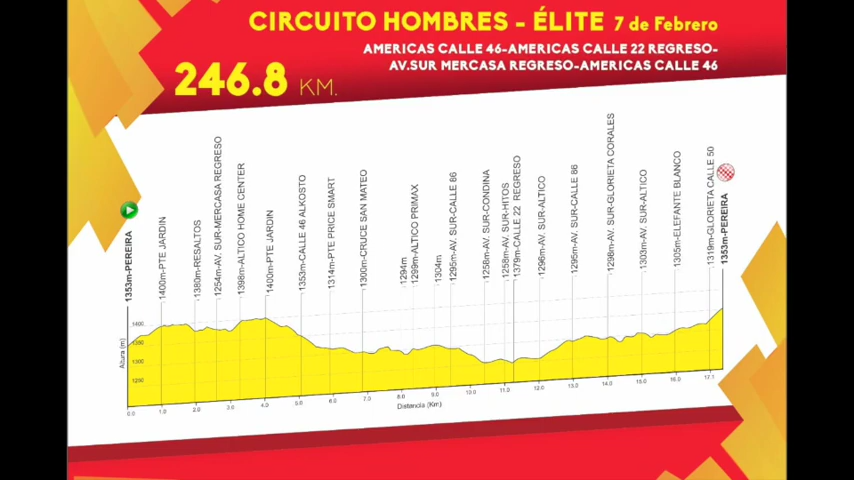 CIRCUITO HOMBRES - ÉLITE 7 de Febrero
AMERICAS CALLE 46-AMERICAS CALLE 22 REGRESO-
AV.SUR MERCASA REGRESO-AMERICAS CALLE 46
246.8 KM.
1353m-PEREIRA
1400m-PTE JARDIN
1380m-RESALTOS
1254m-AV. SUR-MERCASA REGRESO
1398m-ALTICO HOME CENTER
1400m-PTE JARDIN
1353m-CALLE 46 ALKOSTO
1314m-PTE PRICE SMART
1300m-CRUCE SAN MATEO
1294m
1299m-ALTICO PRIMAX
1304m
1295m-AV. SUR-CALLE 86
1258m-AV. SUR-CONDINA
1258m-AV. SUR-HITOS
1379m-CALLE 22 REGRESO
1296m-AV. SUR-ALTICO
1295m-AV. SUR-CALLE 86
1298m-AV. SUR-GLORIETA CORALES
1303m-AV. SUR-ALTICO
1305m-ELEFANTE BLANCO
1319m-GLORIETA CALLE 50
1353m-PEREIRA
Altura (m)
1400
1350
1300
1250
0.0 1.0 2.0 3.0 4.0 5.0 6.0 7.0 8.0 9.0 10.0 11.0 12.0 13.0 14.0 15.0 16.0 17.1
Distancia (Km)